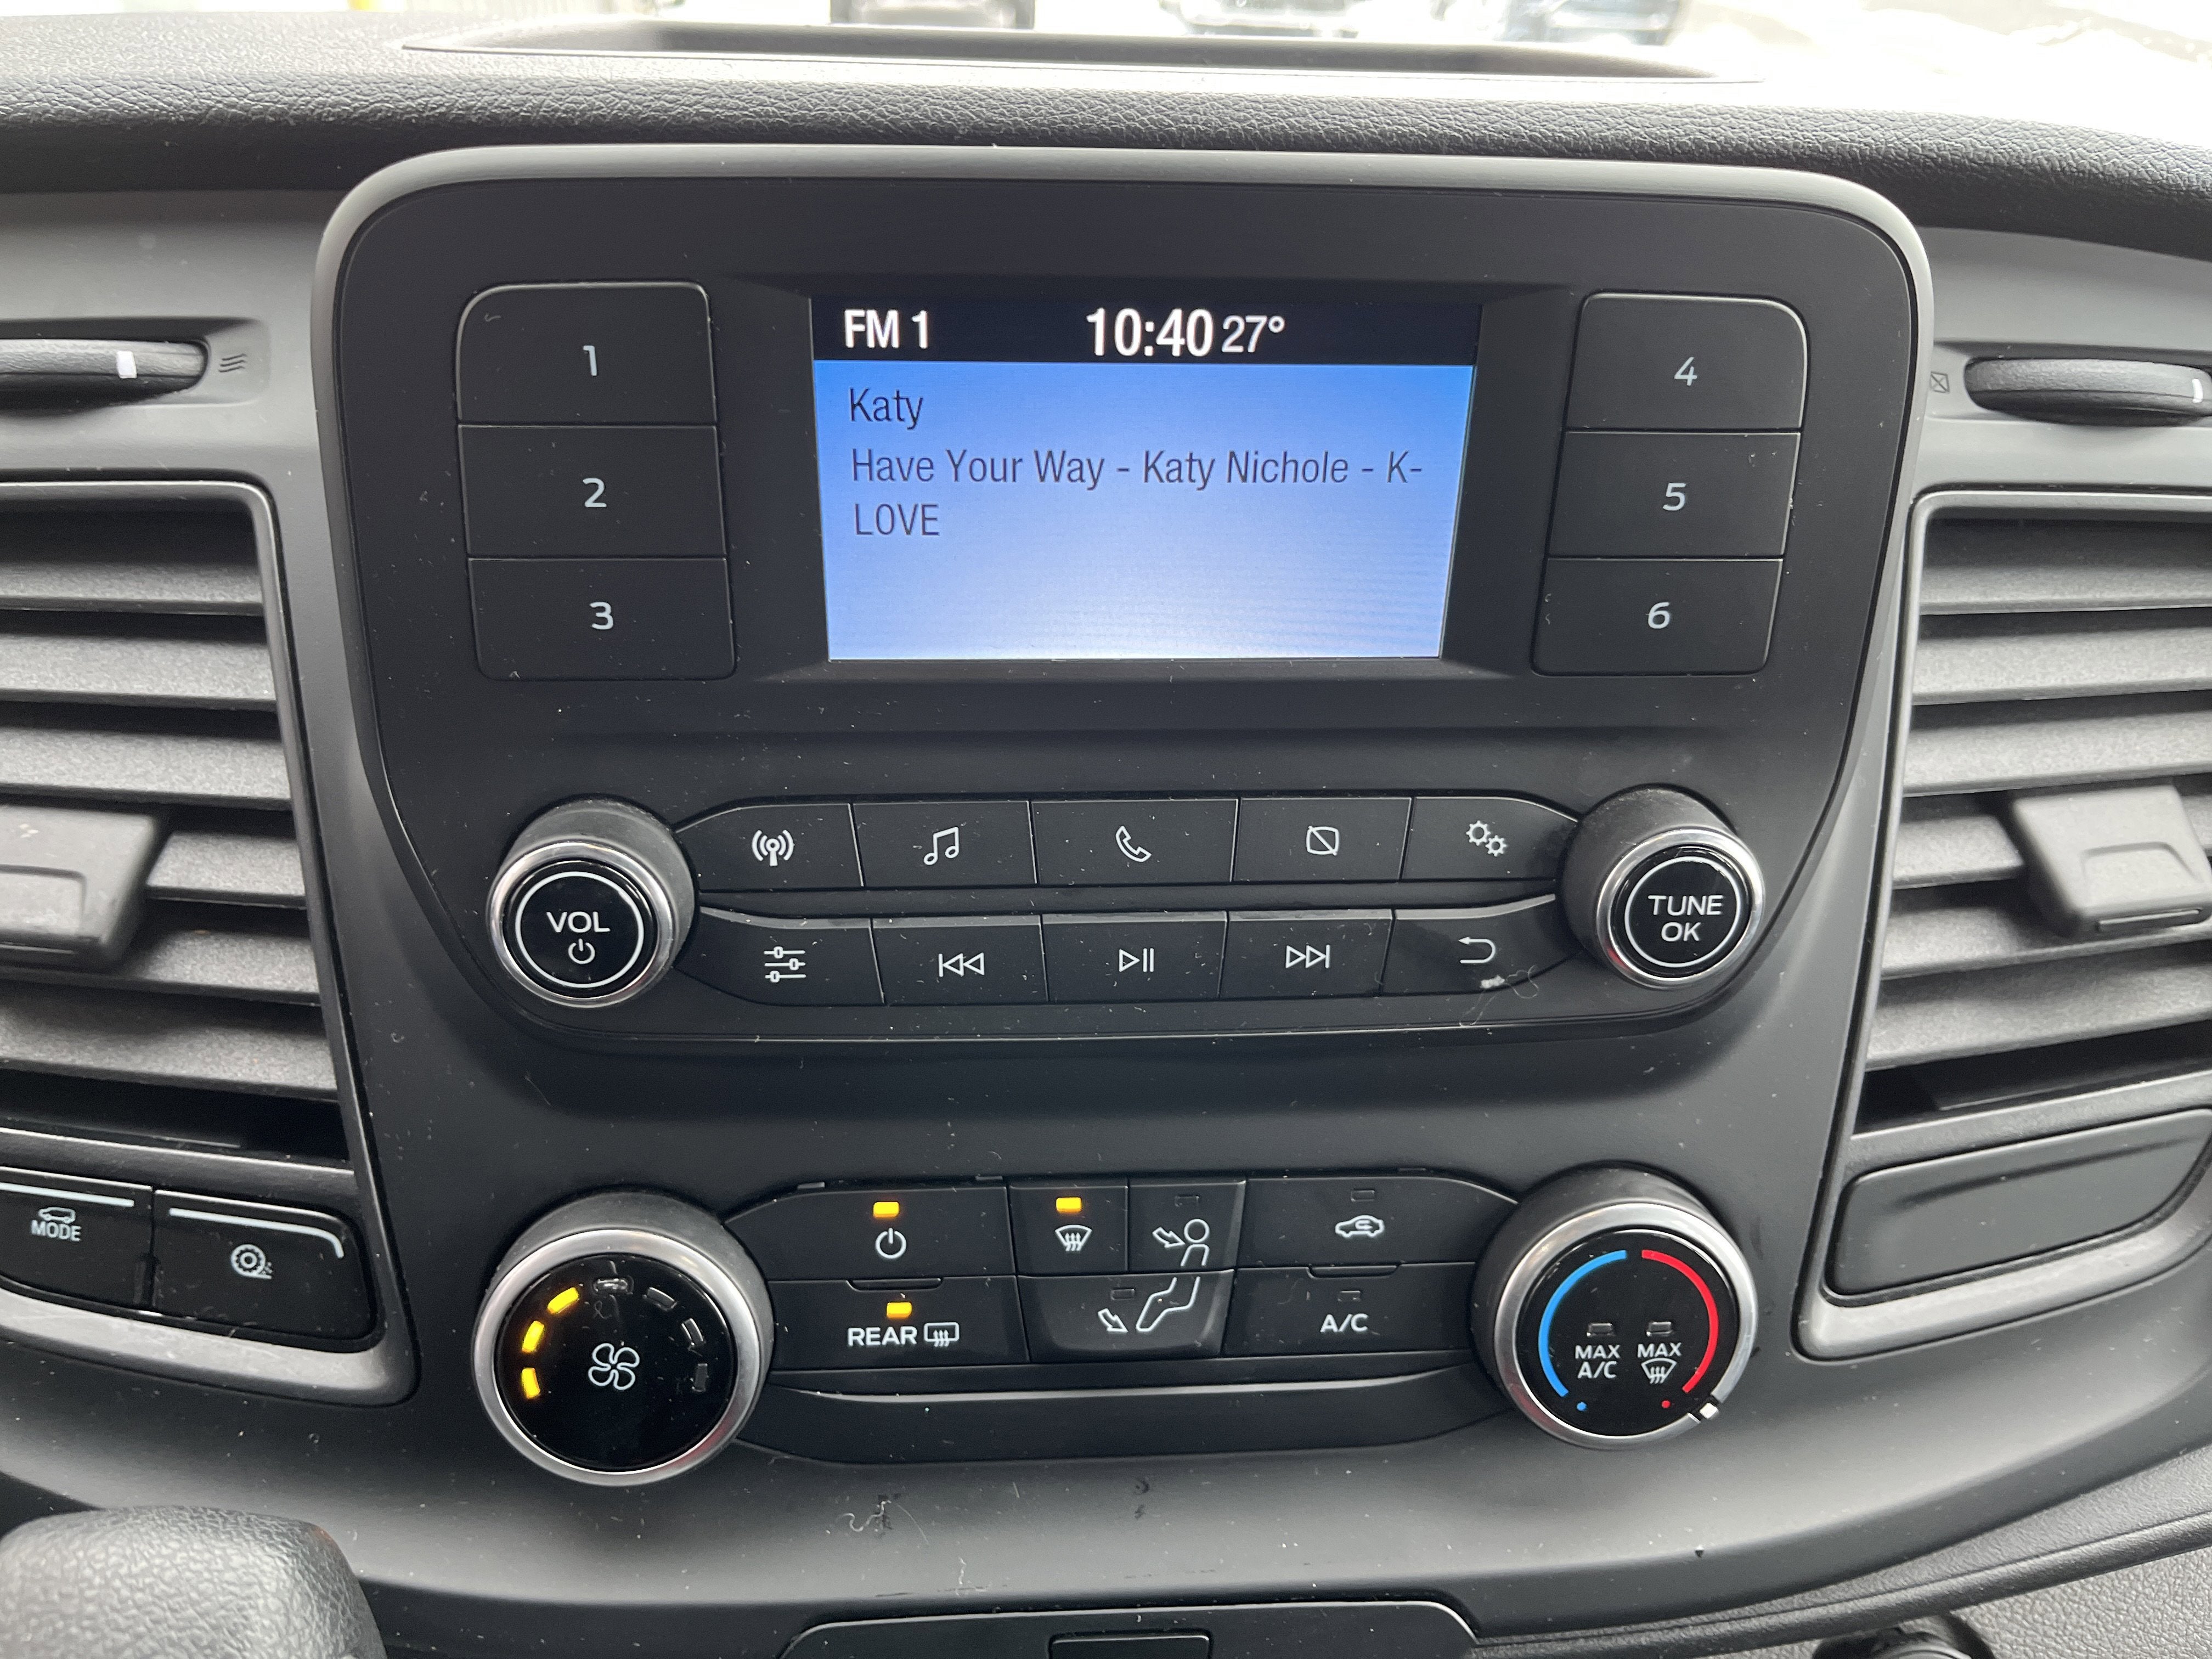 FM 1 10:40 27°
Katy
Have Your Way - Katy Nichole - K-
LOVE
1
2
3
4
5
6
VOL
TUNE
OK
MODE
REAR
A/C
MAX
A/C
MAX